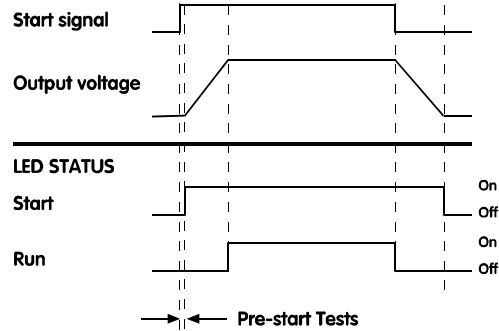 Start signal
Output voltage
LED STATUS
Start
On
Off
Run
On
Off
Pre-start Tests